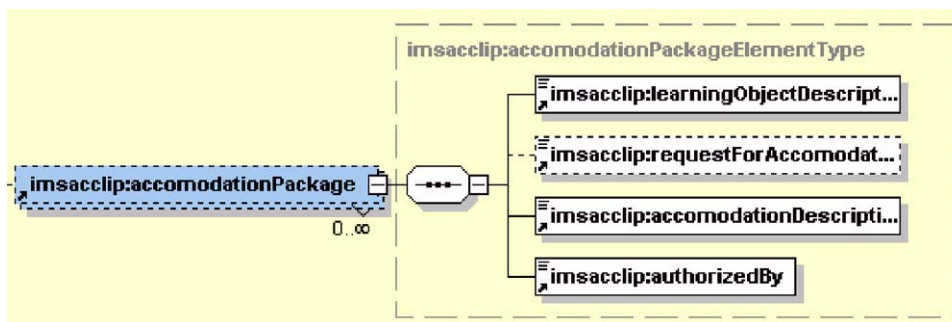 imsacclip:accomodationPackageElementType
imsacclip:learningObjectDescript...
imsacclip:requestForAccomodat...
imsacclip:accomodationPackage
0..∞
imsacclip:accomodationDescripti...
imsacclip:authorizedBy